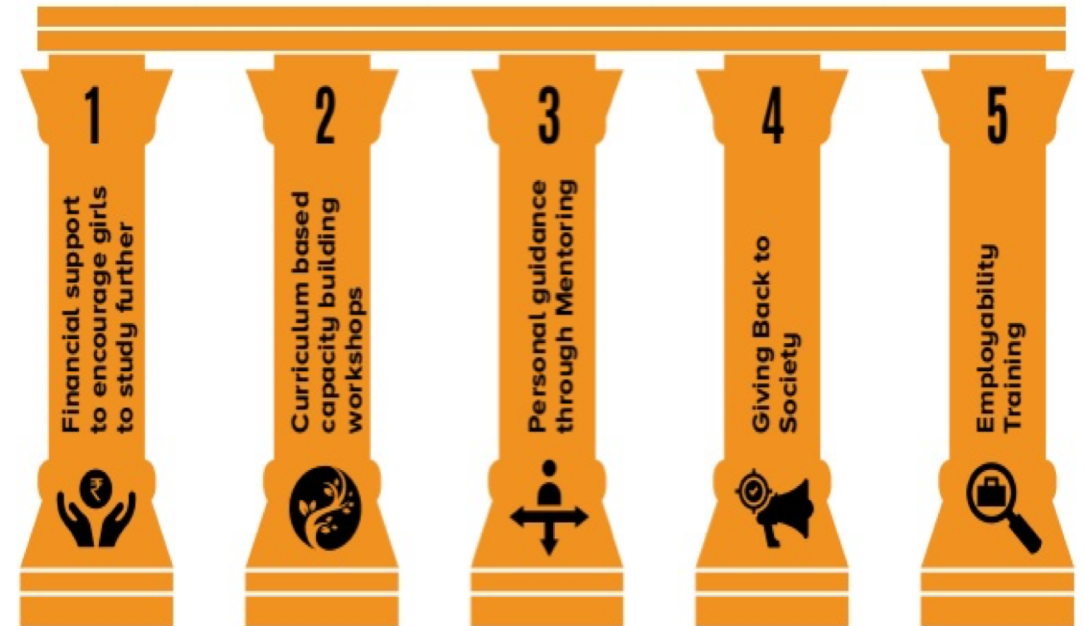 1
Financial support
to encourage girls
to study further
₹
2
Curriculum based
capacity building
workshops
3
Personal guidance
through Mentoring
4
Giving Back to
Society
5
Employability
Training